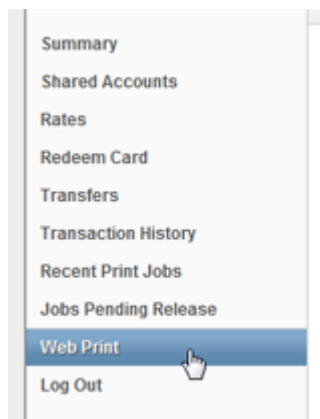 Summary
Shared Accounts
Rates
Redeem Card
Transfers
Transaction History
Recent Print Jobs
Jobs Pending Release
Web Print
Log Out